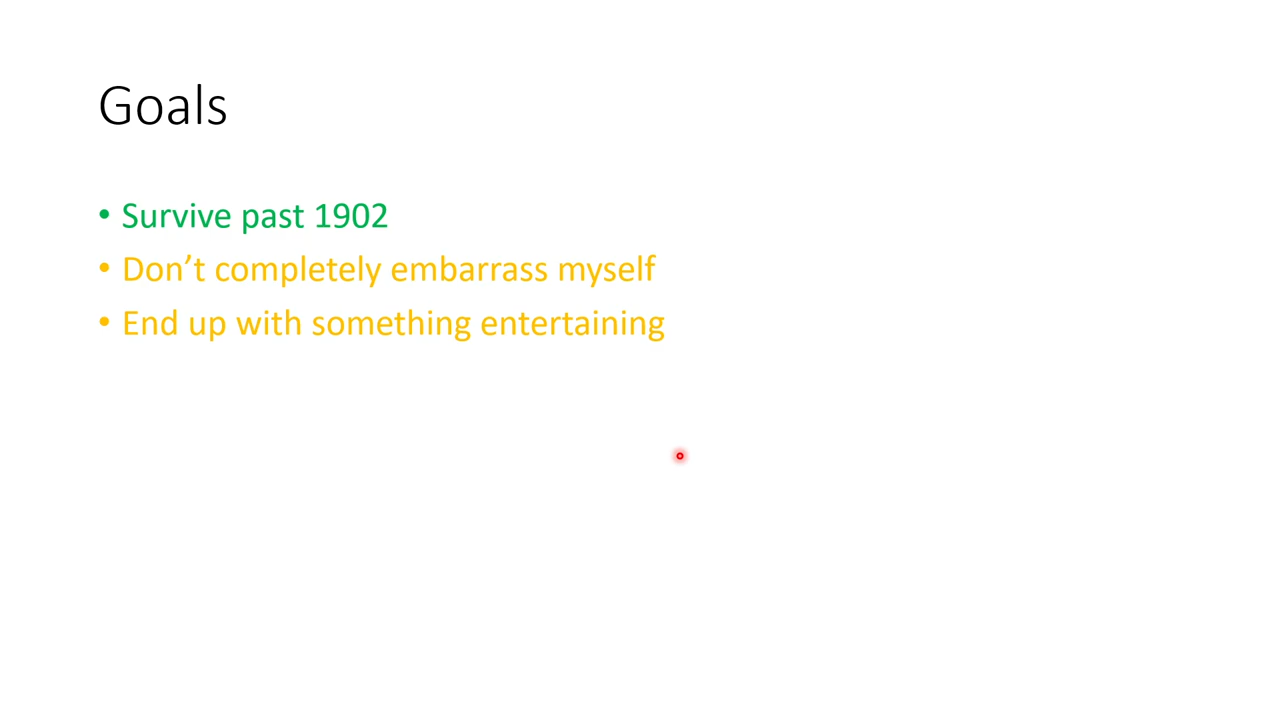 Goals
• Survive past 1902
• Don’t completely embarrass myself
• End up with something entertaining